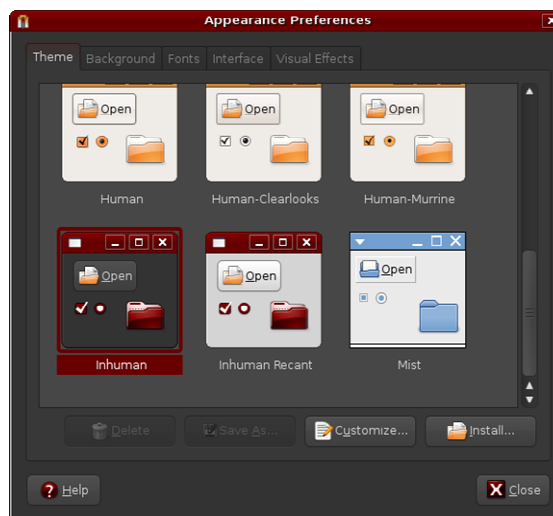 Appearance Preferences
Theme Background Fonts Interface Visual Effects
Open Open Open
Human Human-Clearlooks Human-Murrine
Open Open Open
Inhuman Inhuman Recant Mist
Delete Save As... Customize... Install...
Help Close